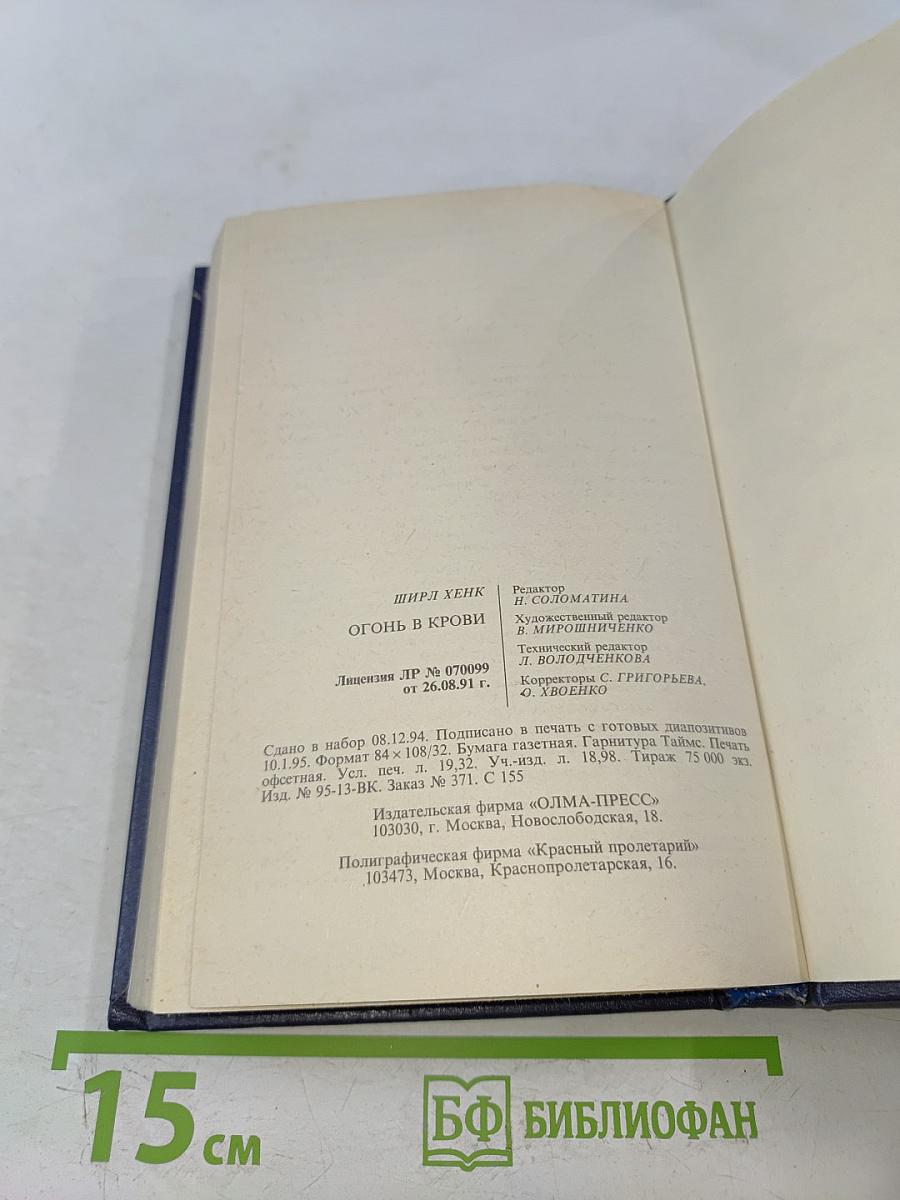 ШИРЛ ХЕНК
ОГОНЬ В КРОВИ
Лицензия ЛР № 070099
от 26.08.91 г.
Редактор
Н. СОЛОМАТИНА
Художественный редактор
В. МИРОШНИЧЕНКО
Технический редактор
Л. ВОЛОДЧЕНКОВА
Корректоры С. ГРИГОРЬЕВА,
О. ХВОЕНКО
Сдано в набор 08.12.94. Подписано в печать с готовых диапозитивов
10.1.95. Формат 84 × 108/32. Бумага газетная. Гарнитура Таймс. Печать
офсетная. Усл. печ. л. 19,32. Уч.-изд. л. 18,98. Тираж 75 000 экз.
Изд. № 95-13-ВК. Заказ № 371. С 155
Издательская фирма «ОЛМА-ПРЕСС»
103030, г. Москва, Новослободская, 18.
Полиграфическая фирма «Красный пролетарий»
103473, Москва, Краснопролетарская, 16.
15 см
БФ БИБЛИОФАН